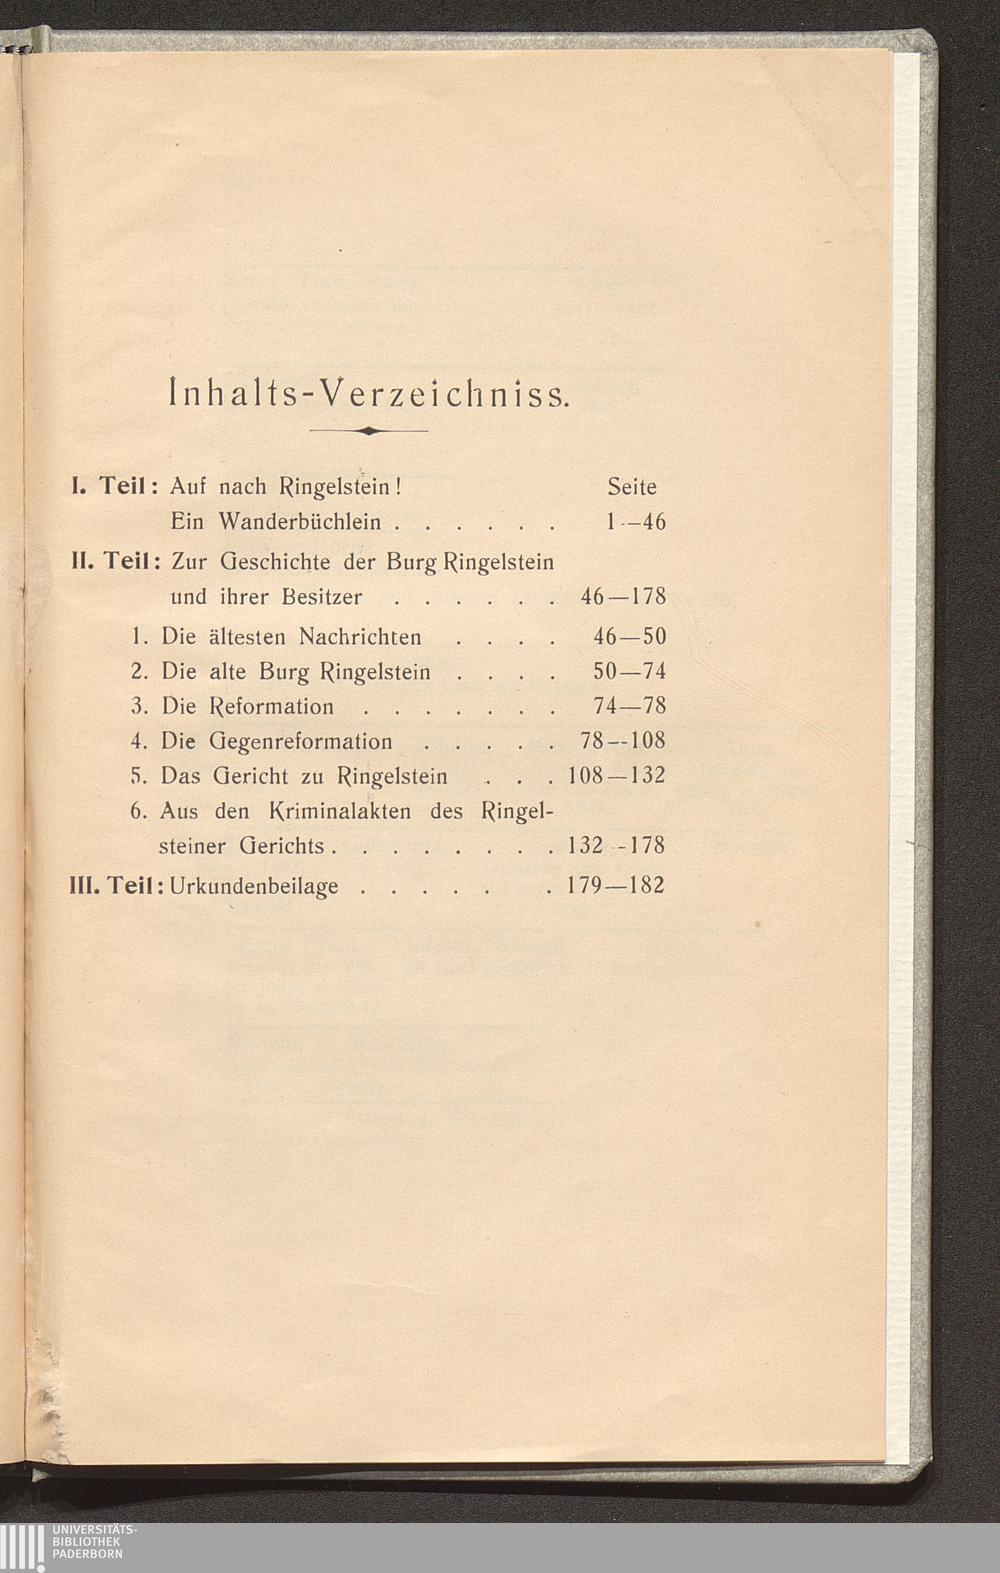 Inhalts-Verzeichniss.
I. Teil: Auf nach Ringelstein! Seite
Ein Wanderbüchlein . . . . . . 1—46
II. Teil: Zur Geschichte der Burg Ringelstein
und ihrer Besitzer . . . . . . 46—178
1. Die ältesten Nachrichten . . . . 46—50
2. Die alte Burg Ringelstein . . . . 50—74
3. Die Reformation . . . . . . . 74—78
4. Die Gegenreformation . . . . . 78—108
5. Das Gericht zu Ringelstein . . . 108—132
6. Aus den Kriminalakten des Ringel-
steiner Gerichts . . . . . . . . 132—178
III. Teil: Urkundenbeilage . . . . . . 179—182
UNIVERSITÄTS-
BIBLIOTHEK
PADERBORN